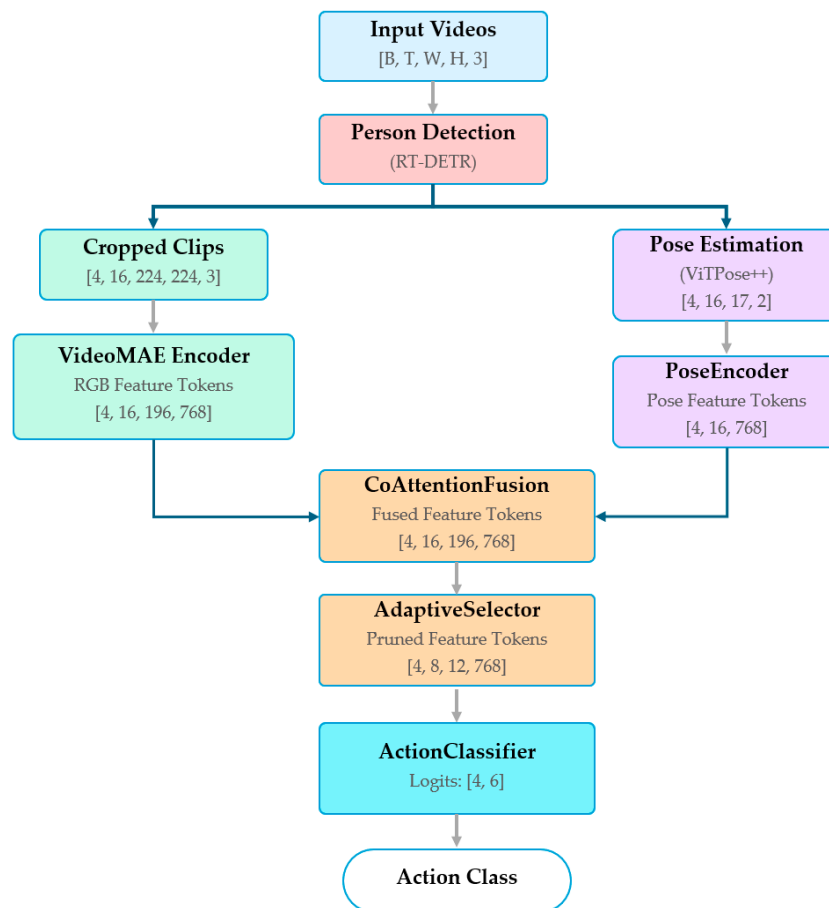 Input Videos
[B, T, W, H, 3]
Person Detection
(RT-DETR)
Cropped Clips
[4, 16, 224, 224, 3]
Pose Estimation
(ViTPose++)
[4, 16, 17, 2]
VideoMAE Encoder
RGB Feature Tokens
[4, 16, 196, 768]
PoseEncoder
Pose Feature Tokens
[4, 16, 768]
CoAttentionFusion
Fused Feature Tokens
[4, 16, 196, 768]
AdaptiveSelector
Pruned Feature Tokens
[4, 8, 12, 768]
ActionClassifier
Logits: [4, 6]
Action Class